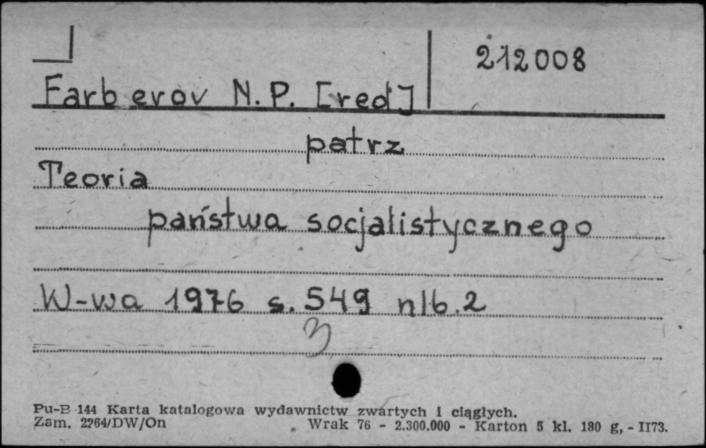 212008
Farberov N.P. [red]
patrz
Teoria
państwa socjalistycznego
W-wa 1976 s. 549 nlb. 2
3
Pu-B 144 Karta katalogowa wydawnictw zwartych i ciągłych.
Zam. 2264/DW/On Wrak 76 - 2.300.000 - Karton 5 kl. 180 g, - II73.